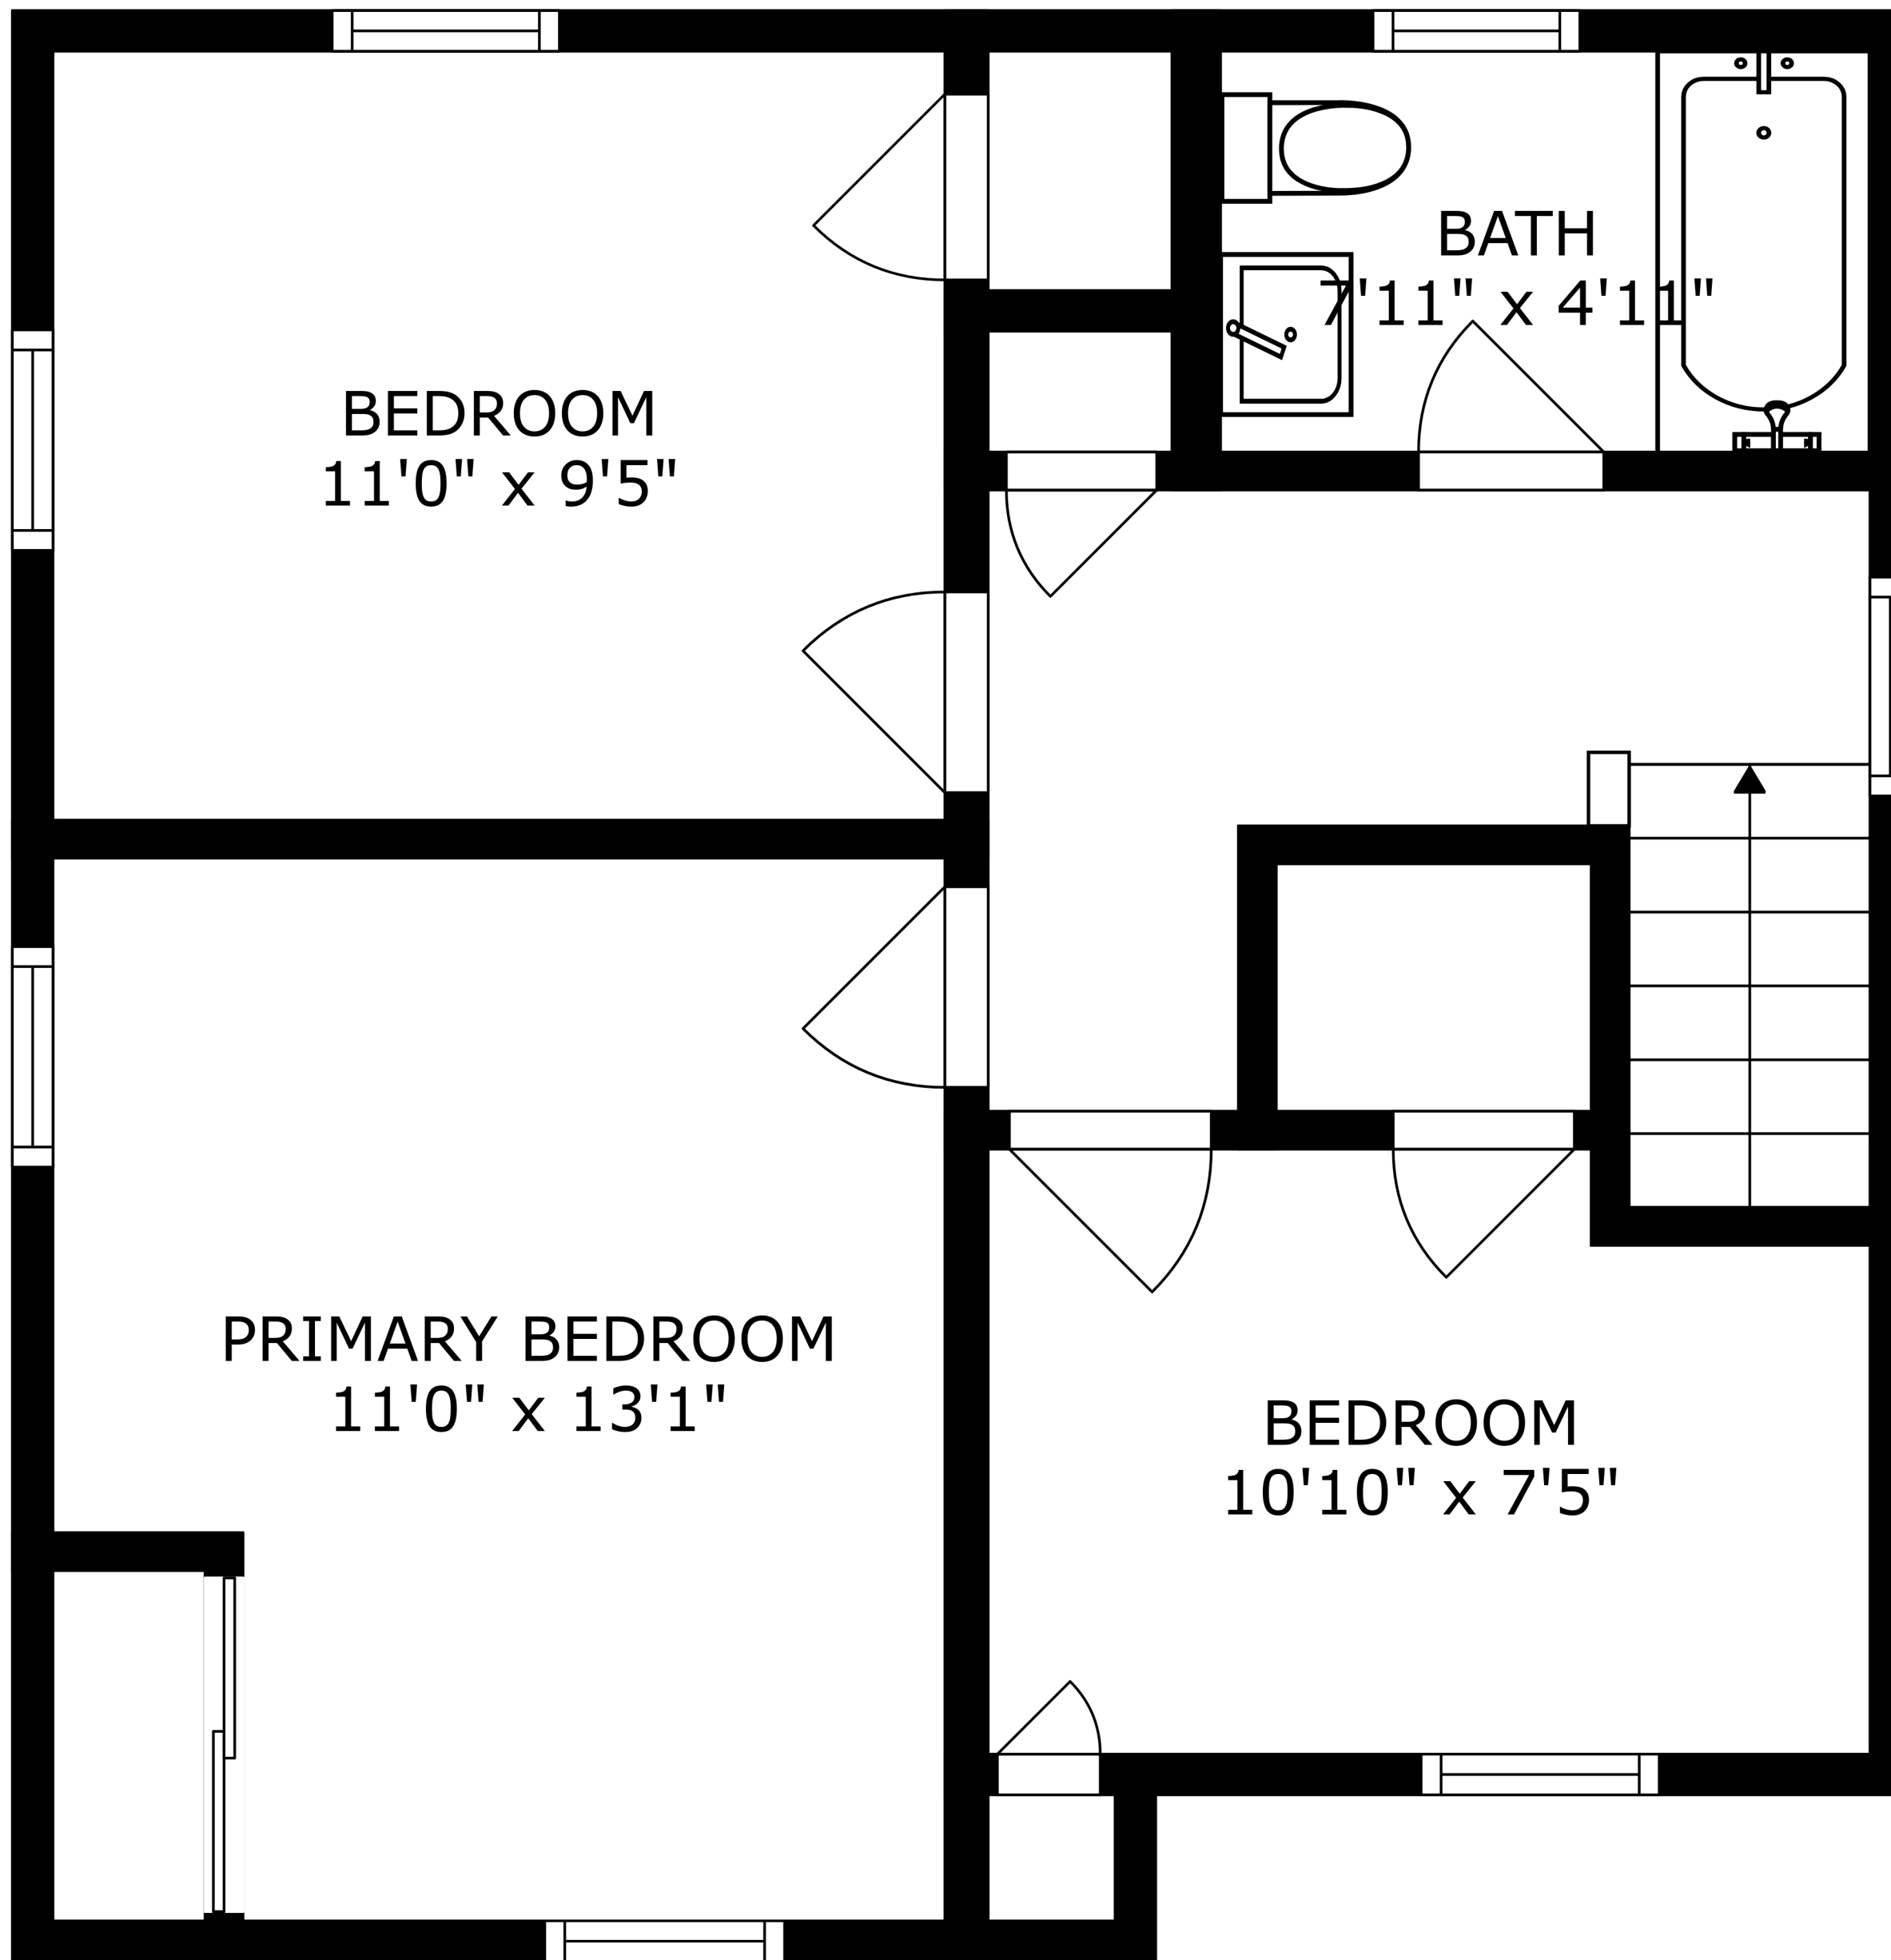 BATH
7'11" x 4'11"
BEDROOM
11'0" x 9'5"
PRIMARY BEDROOM
11'0" x 13'1"
BEDROOM
10'10" x 7'5"